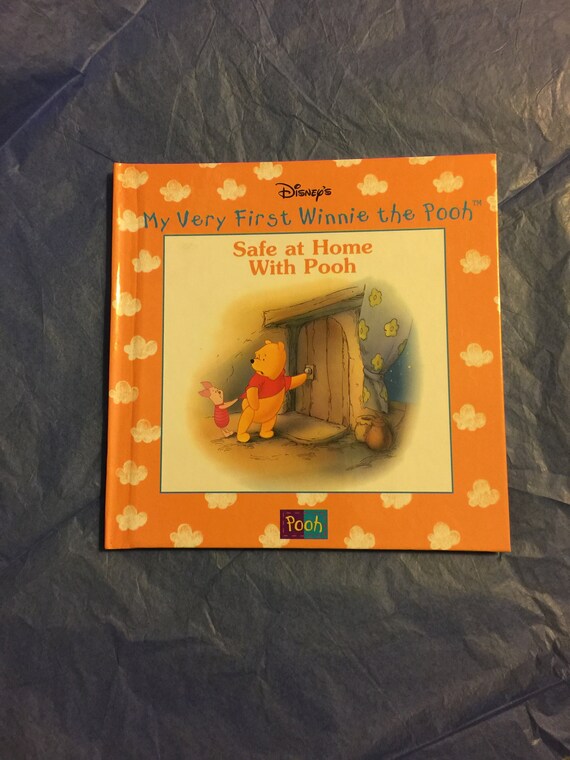 Disney's
My Very First Winnie the Pooh™
Safe at Home
With Pooh
Pooh